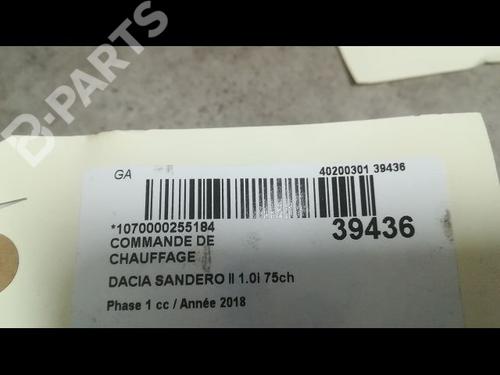 B-PARTS
GA
40200301 39436
*1070000255184
39436
COMMANDE DE
CHAUFFAGE
DACIA SANDERO II 1.0i 75ch
Phase 1 cc / Année 2018